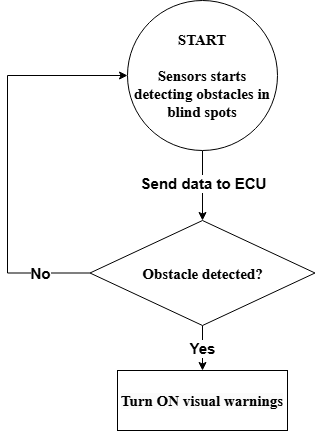 START
Sensors starts
detecting obstacles in
blind spots
Send data to ECU
Obstacle detected?
No
Yes
Turn ON visual warnings